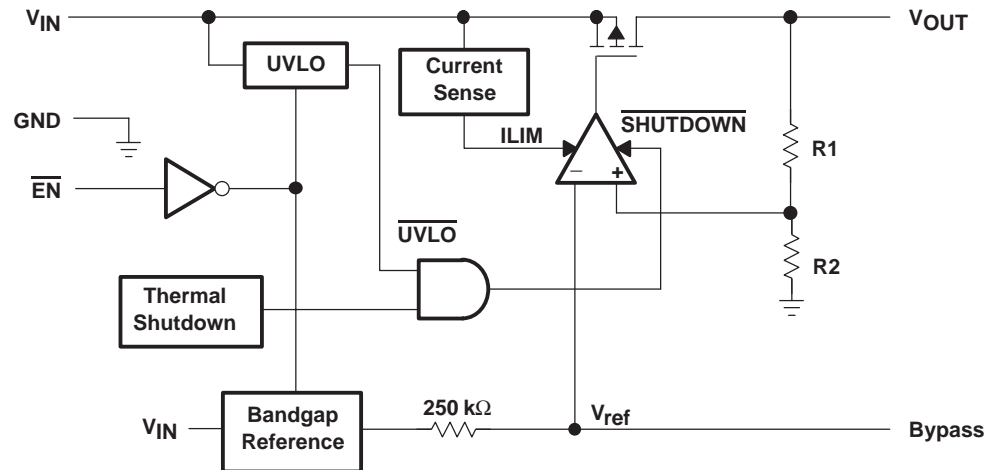 VIN
VOUT
UVLO
Current
Sense
GND
SHUTDOWN
ILIM
R1
EN
− +
UVLO
R2
Thermal
Shutdown
250 kΩ
Vref
VIN
Bandgap
Reference
Bypass